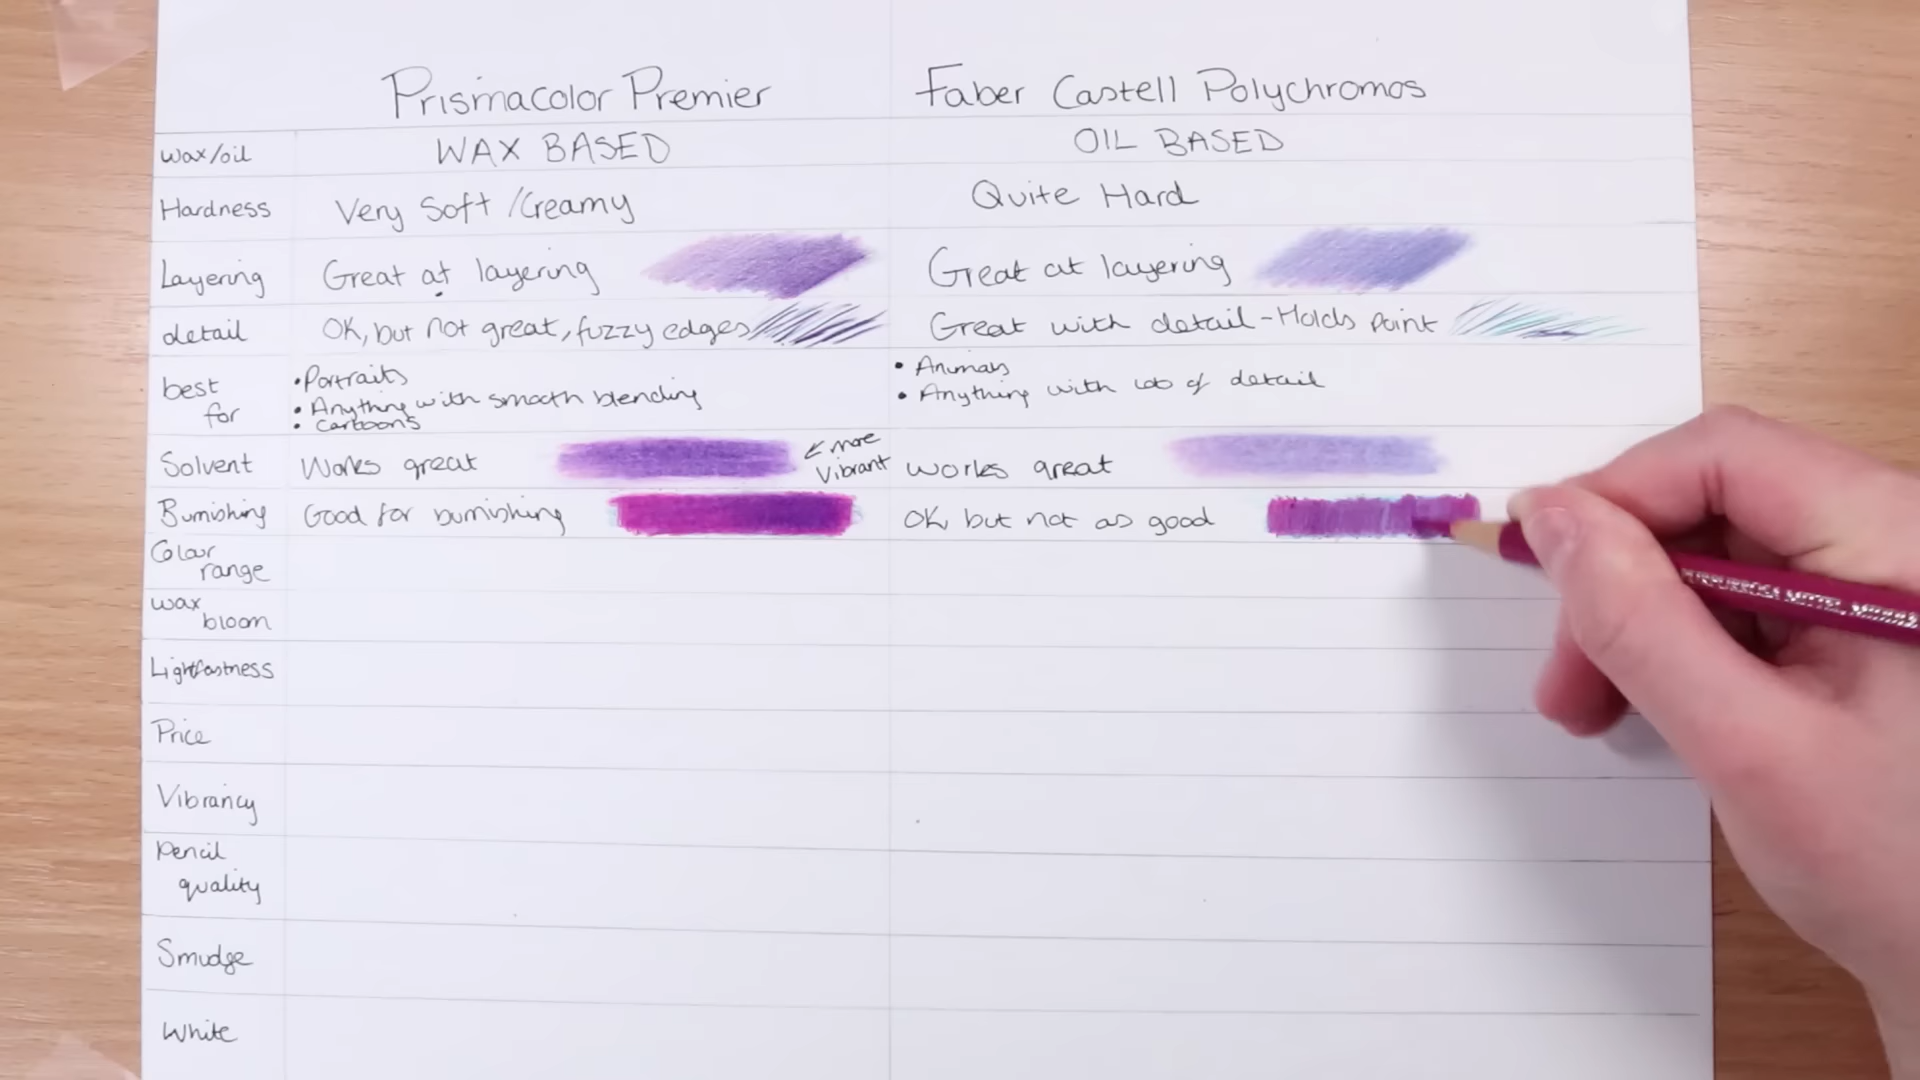 Prismacolor Premier
Faber Castell Polychromos
Wax/oil
WAX BASED
OIL BASED
Hardness
Very Soft / Creamy
Quite Hard
Layering
Great at layering
Great at layering
detail
OK, but not great, fuzzy edges
Great with detail - Holds point
best
for
• Portraits
• Anything with smooth blending
• Cartoons
• Animals
• Anything with lots of detail
Solvent
Works great
← more
Vibrant
works great
Burnishing
Good for burnishing
OK, but not as good
Colour
range
wax
bloom
Lightfastness
Price
Vibrancy
Pencil
quality
Smudge
White